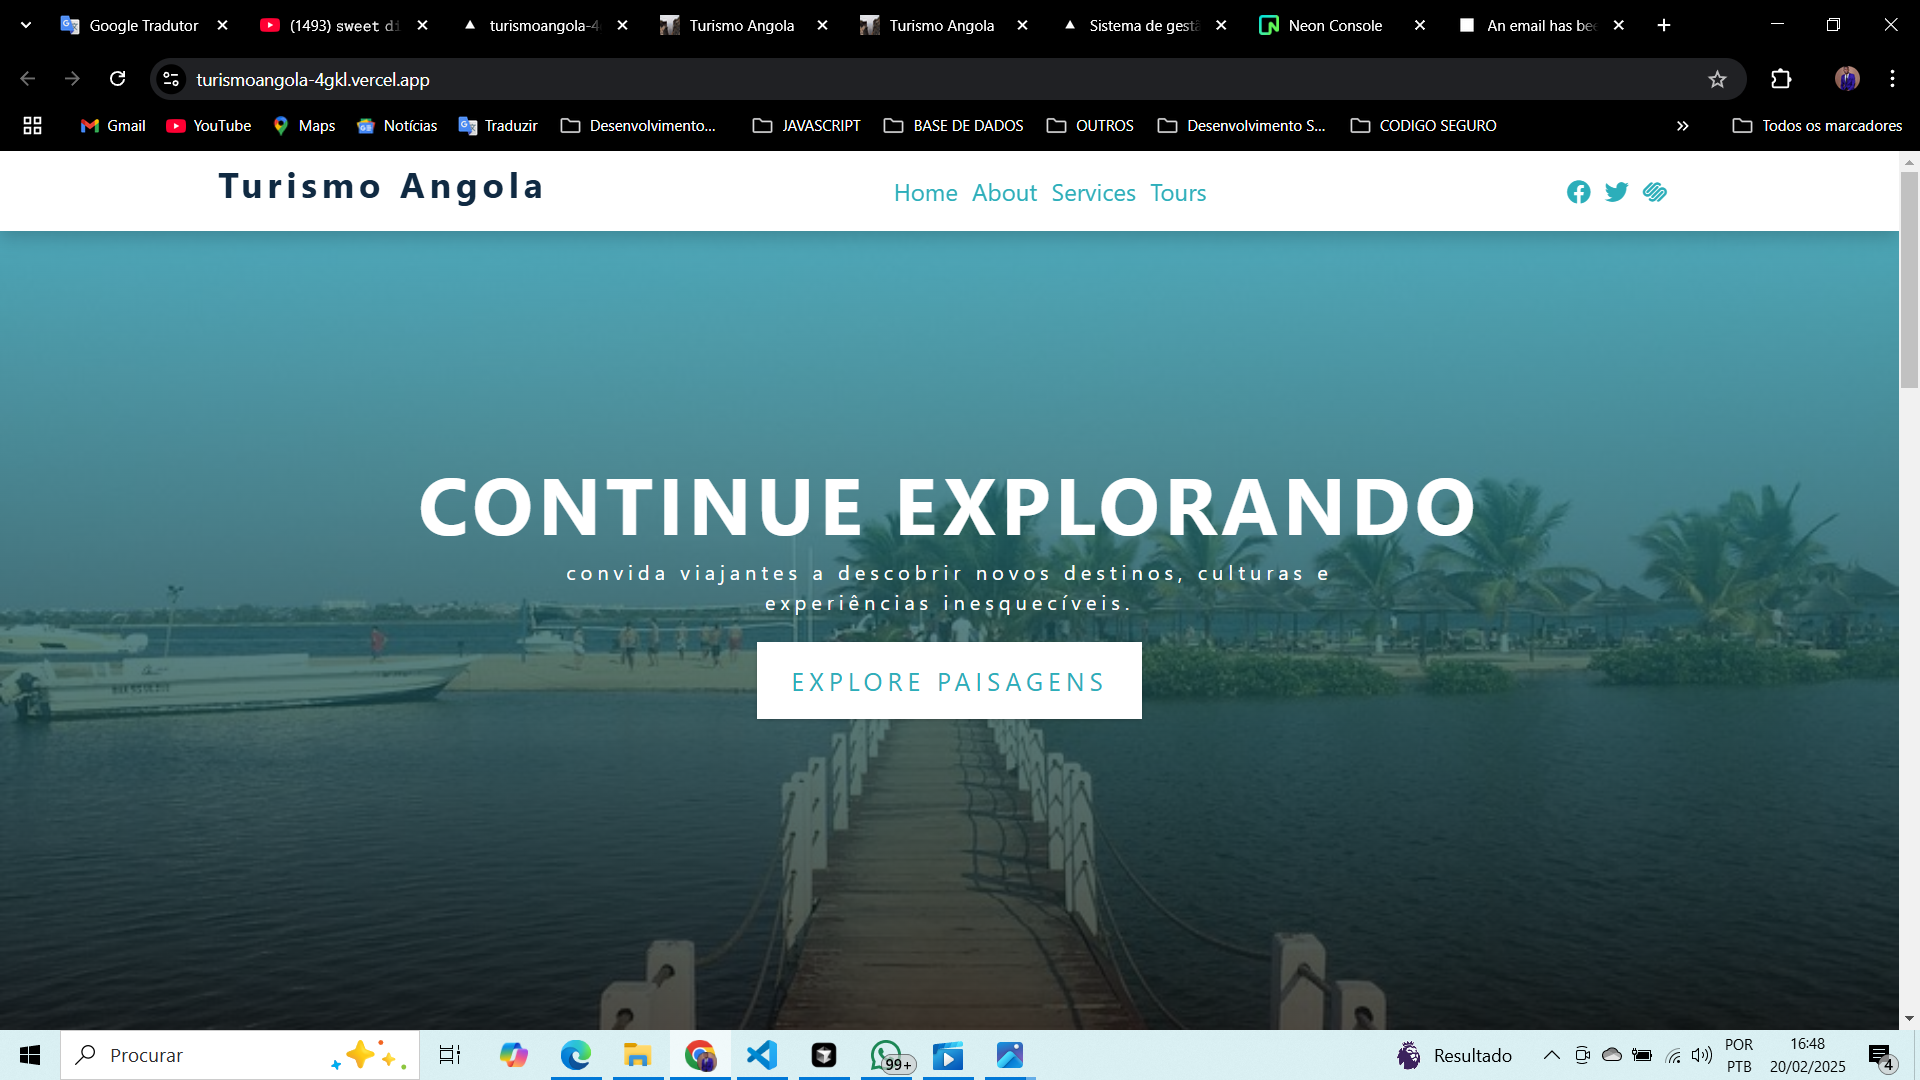 Google Tradutor
(1493) sweet di
turismoangola-4
Turismo Angola
Turismo Angola
Sistema de gestã
Neon Console
An email has bee
turismoangola-4gkl.vercel.app
Gmail
YouTube
Maps
Notícias
Traduzir
Desenvolvimento...
JAVASCRIPT
BASE DE DADOS
OUTROS
Desenvolvimento S...
CODIGO SEGURO
Todos os marcadores
Turismo Angola
Home About Services Tours
CONTINUE EXPLORANDO
convida viajantes a descobrir novos destinos, culturas e
experiências inesquecíveis.
EXPLORE PAISAGENS
Procurar
99+
Resultado
POR
PTB
16:48
20/02/2025
4